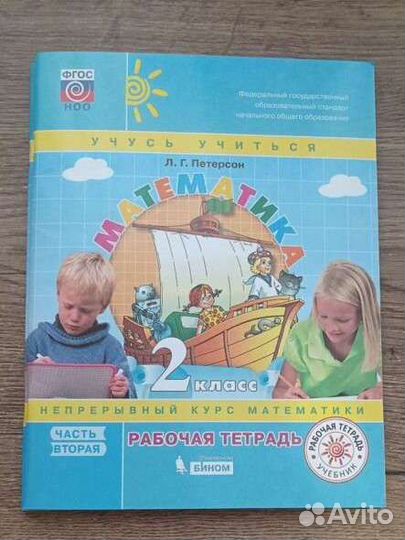 ФГОС
НОО
Федеральный государственный
образовательный стандарт
начального общего образования
УЧУСЬ УЧИТЬСЯ
Л. Г. Петерсон
МАТЕМАТИКА
2 класс
НЕПРЕРЫВНЫЙ КУРС МАТЕМАТИКИ
ЧАСТЬ
ВТОРАЯ
РАБОЧАЯ ТЕТРАДЬ
БИНОМ
РАБОЧАЯ ТЕТРАДЬ
УЧЕБНИК
Avito